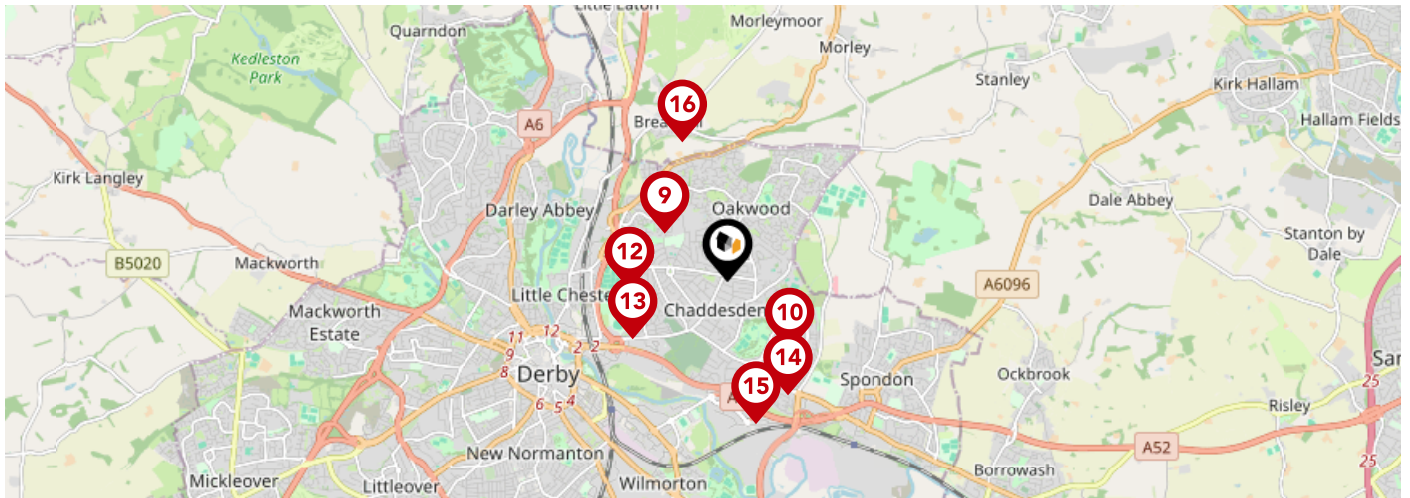 Little Eaton
Morleymoor
Quarndon
Morley
Kedleston
Park
Stanley
Kirk Hallam
16
A6
Hallam Fields
Kirk Langley
9
Dale Abbey
Darley Abbey
Oakwood
Stanton by
Dale
12
B5020
Mackworth
A6096
Little Cheste
13
Mackworth
Estate
Chaddesden
10
11
12
2
2
9
8
Derby
14
15
Spondon
Ockbrook
25
6
5
4
Risley
A52
New Normanton
25
Mickleover
Littleover
Wilmorton
Borrowash